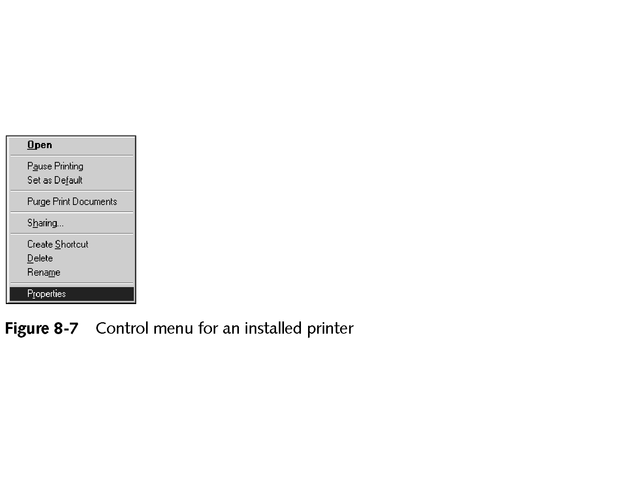 Open
Pause Printing
Set as Default
Purge Print Documents
Sharing...
Create Shortcut
Delete
Rename
Properties
Figure 8-7 Control menu for an installed printer